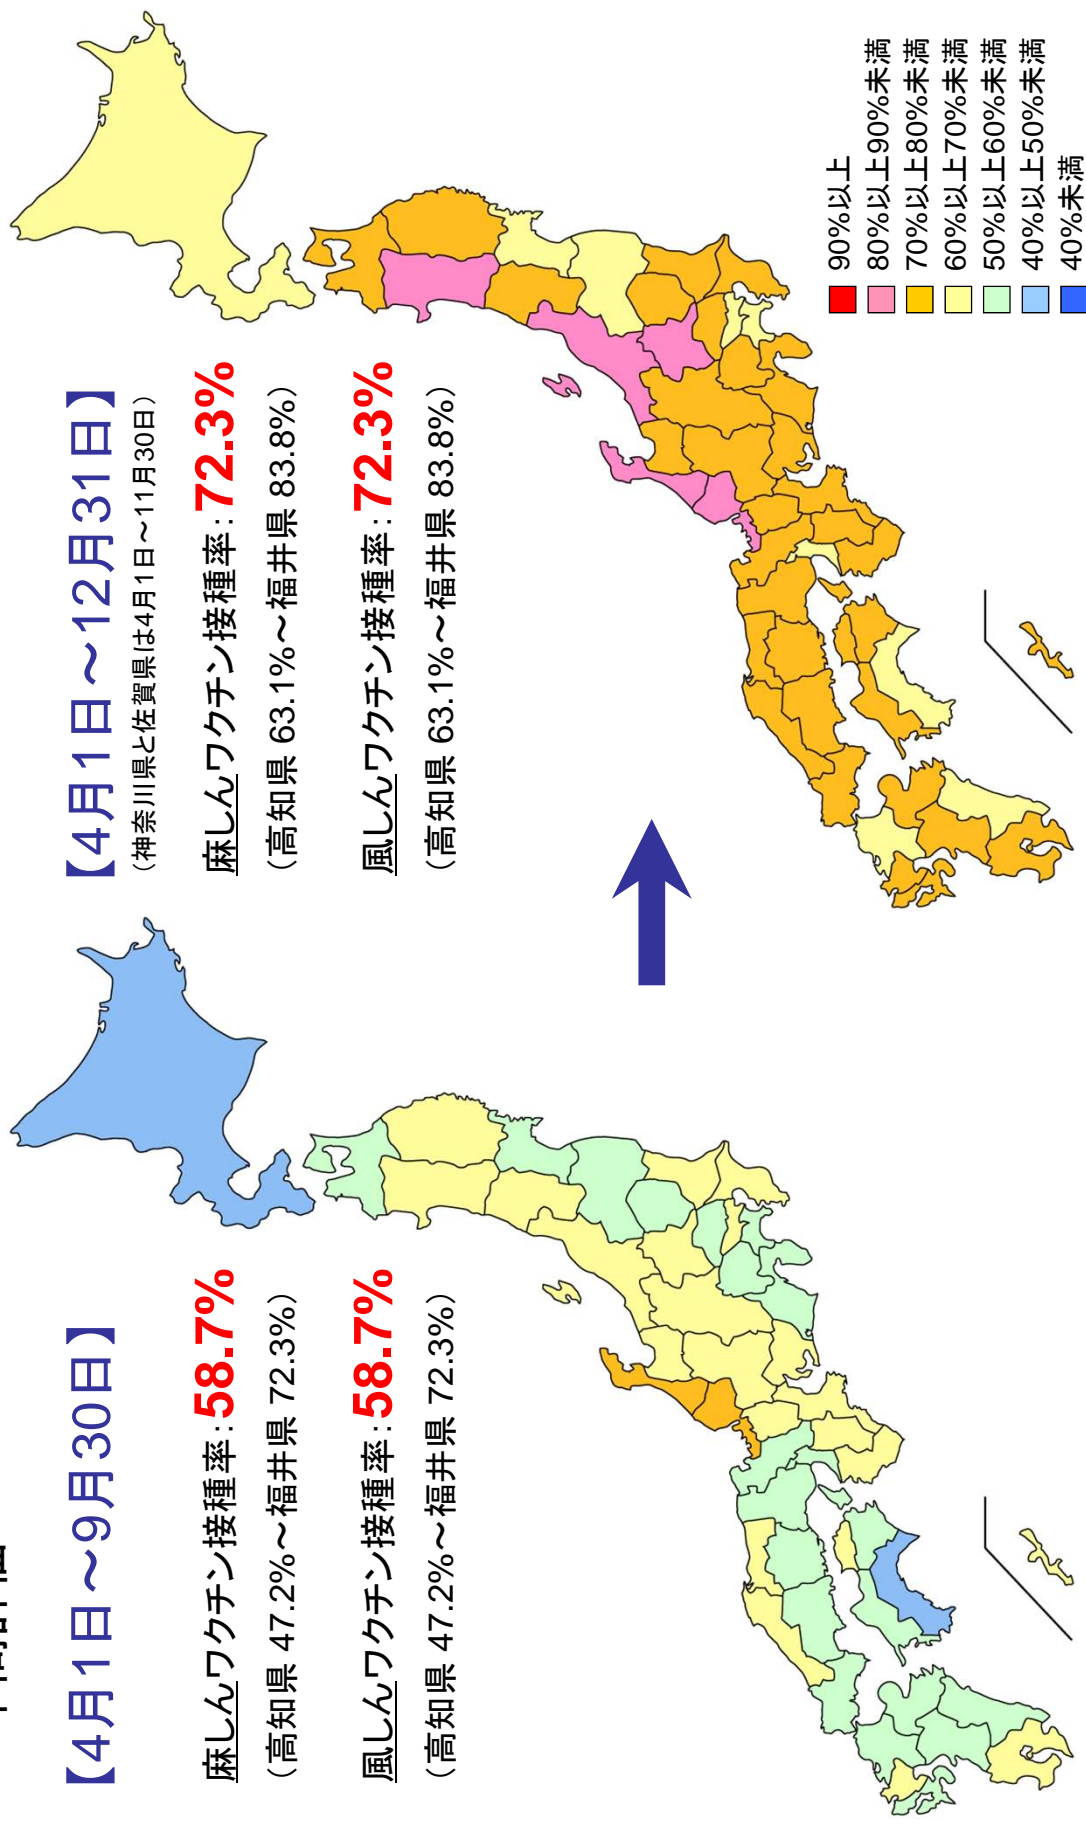 【4月1日～9月30日】
麻しんワクチン接種率：58.7%
（高知県 47.2%～福井県 72.3%）
風しんワクチン接種率：58.7%
（高知県 47.2%～福井県 72.3%）
【4月1日～12月31日】
（神奈川県と佐賀県は4月1日～11月30日）
麻しんワクチン接種率：72.3%
（高知県 63.1%～福井県 83.8%）
風しんワクチン接種率：72.3%
（高知県 63.1%～福井県 83.8%）
90%以上
80%以上90%未満
70%以上80%未満
60%以上70%未満
50%以上60%未満
40%以上50%未満
40%未満